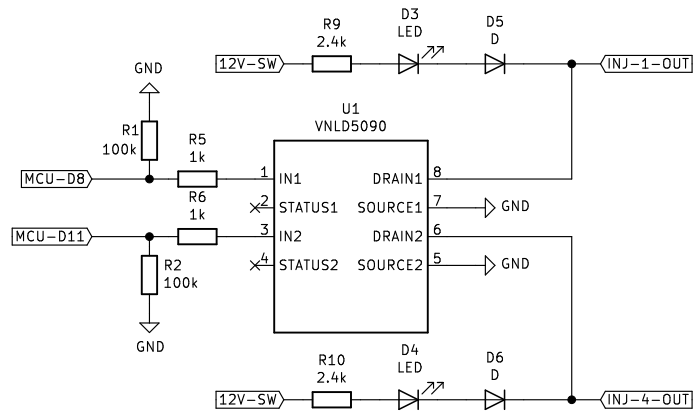 D3
LED
D5
D
R9
2.4k
12V-SW
INJ-1-OUT
GND
U1
VNLD5090
R1
100k
R5
1k
MCU-D8
1
IN1
DRAIN1
8
R6
1k
2
STATUS1
SOURCE1
7
GND
MCU-D11
3
IN2
DRAIN2
6
R2
100k
4
STATUS2
SOURCE2
5
GND
GND
R10
2.4k
D4
LED
D6
D
12V-SW
INJ-4-OUT